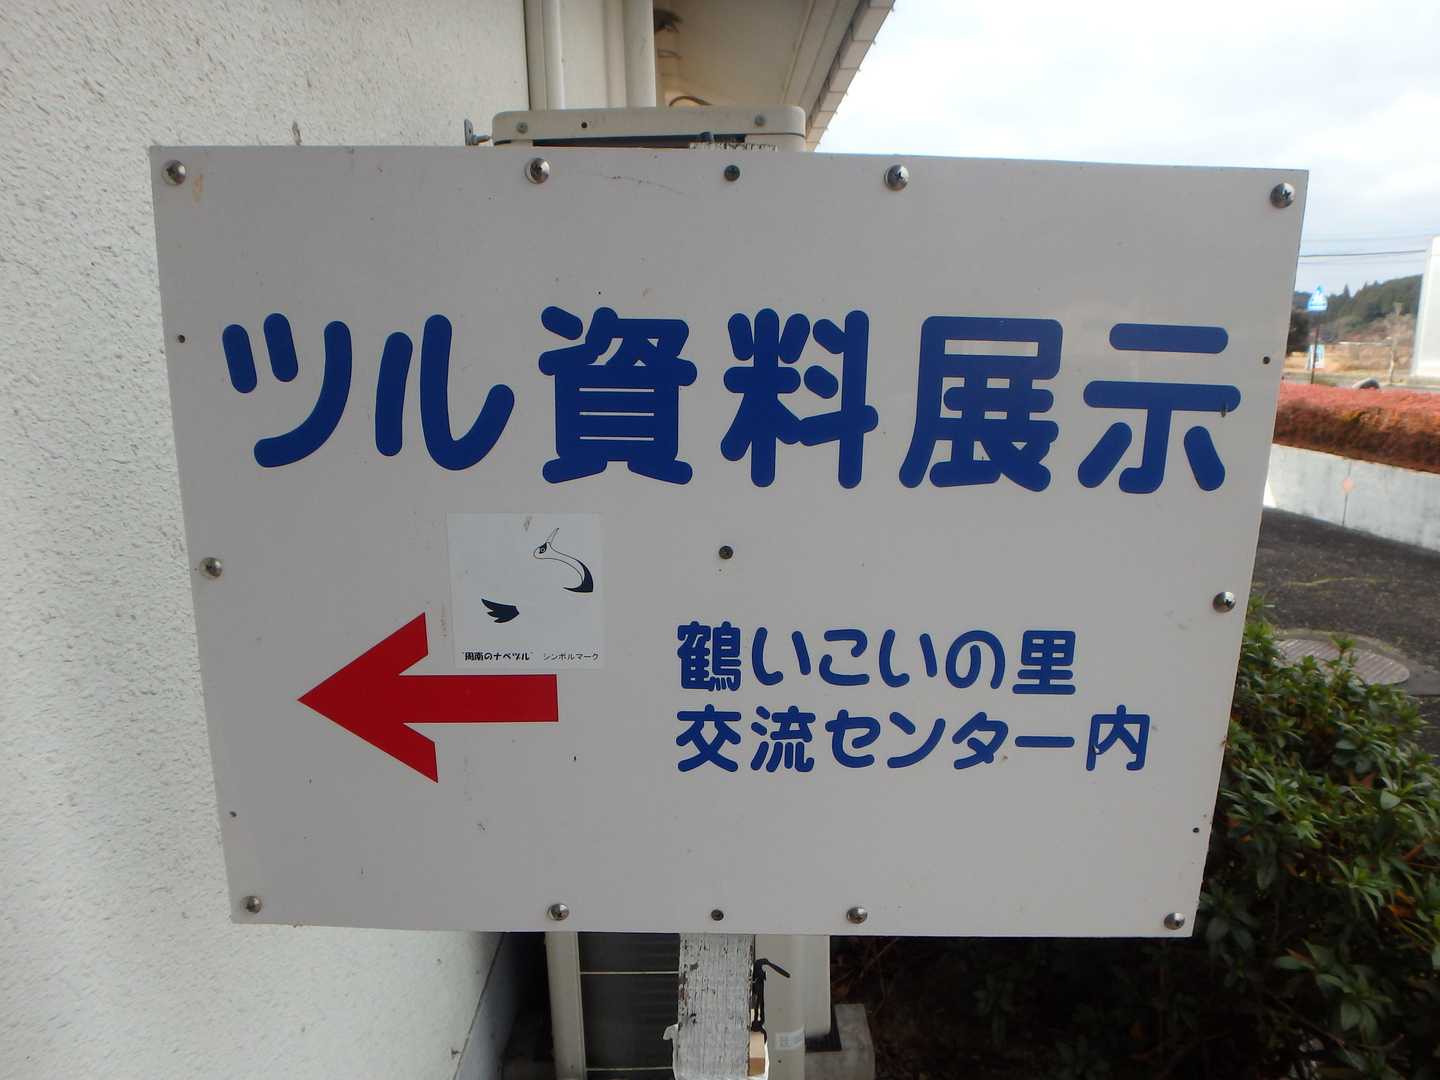 ツル資料展示
"周南のナベヅル" シンボルマーク
鶴いこいの里
交流センター内